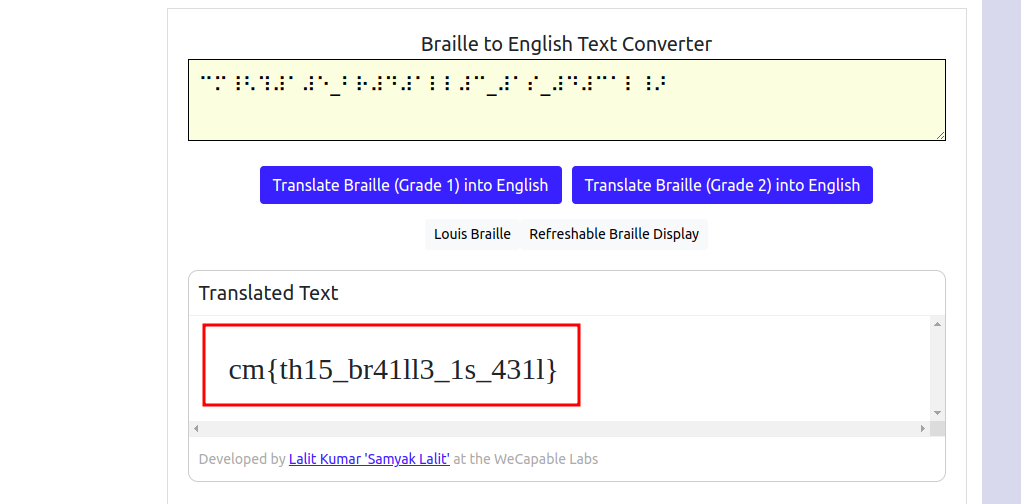 Braille to English Text Converter
⠉⠍⠸⠣⠹⠼⠁⠼⠑_⠃⠗⠼⠙⠼⠁⠇⠇⠼⠉_⠼⠁⠎_⠼⠙⠼⠉⠁⠇⠸⠜
Translate Braille (Grade 1) into English Translate Braille (Grade 2) into English
Louis Braille Refreshable Braille Display
Translated Text
cm{th15_br41ll3_1s_431l}
Developed by Lalit Kumar 'Samyak Lalit' at the WeCapable Labs